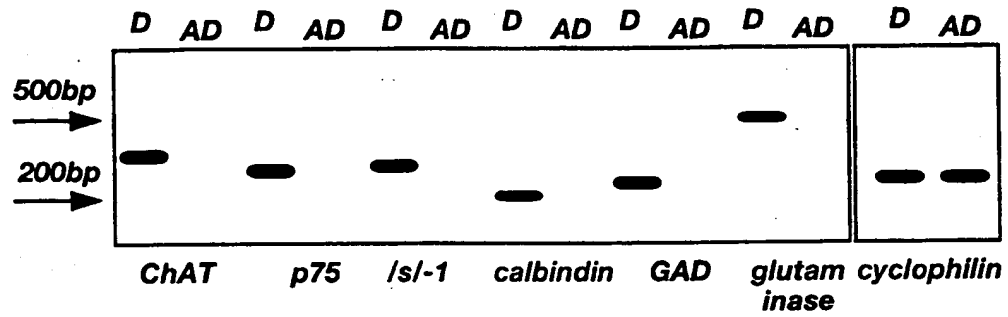 D AD D AD D AD D AD D AD D AD D AD
500bp
200bp
ChAT p75 /s/-1 calbindin GAD glutam cyclophilin
inase